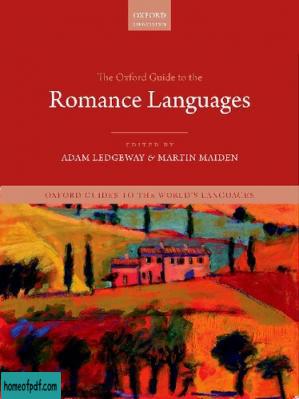 OXFORD
LINGUISTICS
The Oxford Guide to the
Romance Languages
EDITED BY
ADAM LEDGEWAY & MARTIN MAIDEN
OXFORD GUIDES TO THE WORLD'S LANGUAGES
homeofpdf.com